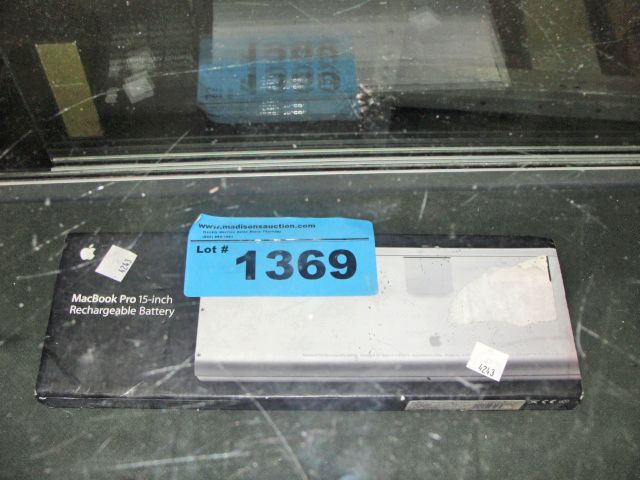 www.madisonsauction.com
Lot # 1369
4243
MacBook Pro 15-inch
Rechargeable Battery
4243